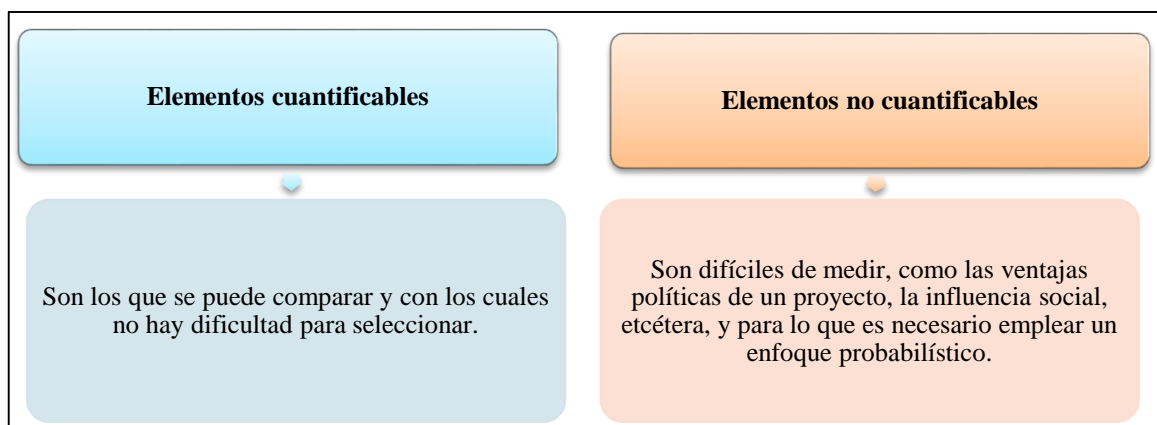 Elementos cuantificables
Son los que se puede comparar y con los cuales
no hay dificultad para seleccionar.
Elementos no cuantificables
Son difíciles de medir, como las ventajas
políticas de un proyecto, la influencia social,
etcétera, y para lo que es necesario emplear un
enfoque probabilístico.